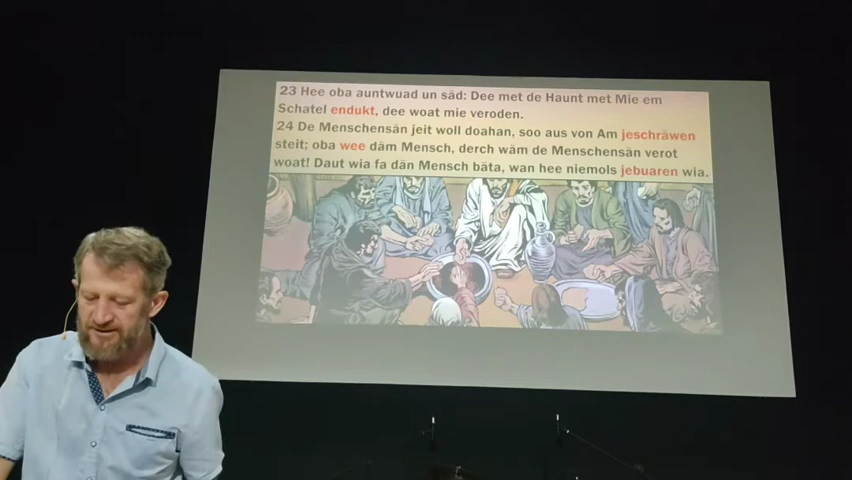 23 Hee oba auntwuad un säd: Dee met de Haunt met Mie em
Schatel endukt, dee woat mie veroden.
24 De Menschensän jeit woll doahan, soo aus von Am jeschräwen
steit; oba wee däm Mensch, derch wäm de Menschensän verot
woat! Daut wia fa dän Mensch bäta, wan hee niemols jebuaren wia.